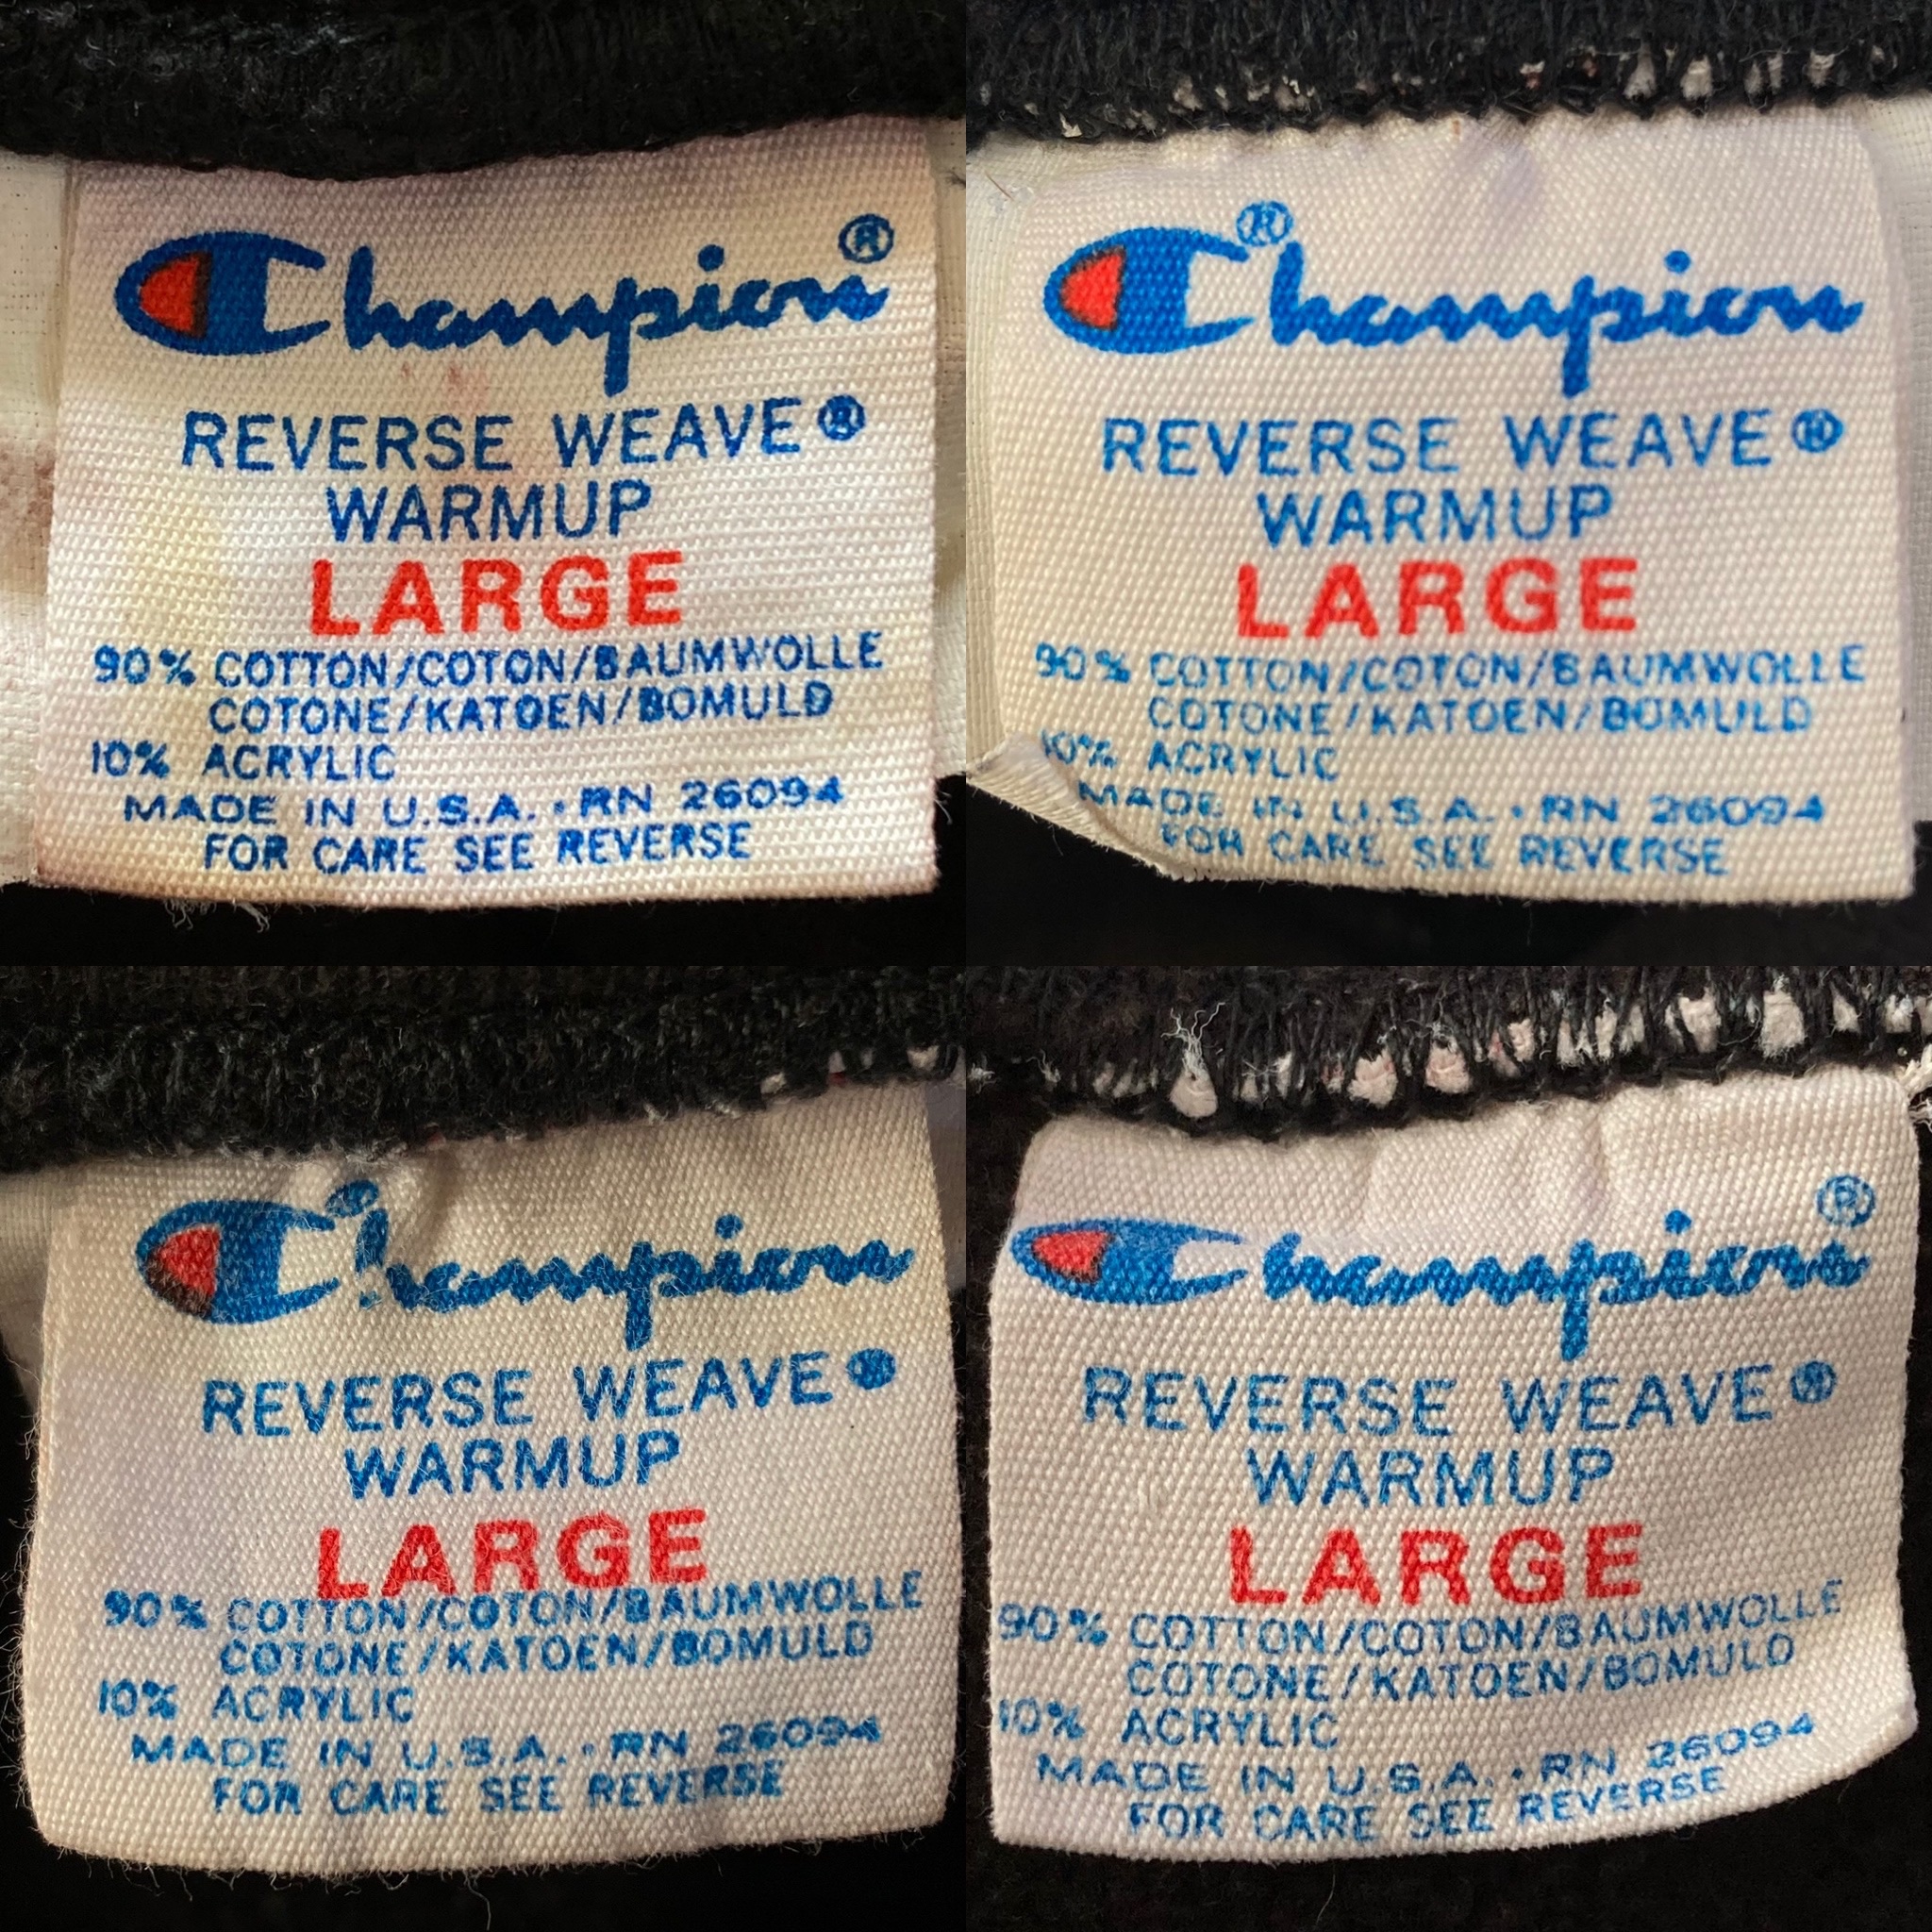 Champion®
REVERSE WEAVE®
WARMUP
LARGE
90% COTTON/COTON/BAUMWOLLE
COTONE/KATOEN/BOMULD
10% ACRYLIC
MADE IN U.S.A. • RN 26094
FOR CARE SEE REVERSE
Champion®
REVERSE WEAVE®
WARMUP
LARGE
90% COTTON/COTON/BAUMWOLLE
COTONE/KATOEN/BOMULD
10% ACRYLIC
MADE IN U.S.A. • RN 26094
FOR CARE SEE REVERSE
Champion®
REVERSE WEAVE®
WARMUP
LARGE
90% COTTON/COTON/BAUMWOLLE
COTONE/KATOEN/BOMULD
10% ACRYLIC
MADE IN U.S.A. • RN 26094
FOR CARE SEE REVERSE
Champion®
REVERSE WEAVE®
WARMUP
LARGE
90% COTTON/COTON/BAUMWOLLE
COTONE/KATOEN/BOMULD
10% ACRYLIC
MADE IN U.S.A. • RN 26094
FOR CARE SEE REVERSE